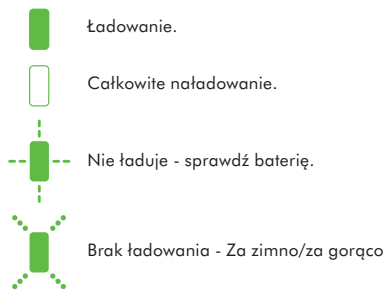 Ładowanie.
Całkowite naładowanie.
Nie ładuje - sprawdź baterię.
Brak ładowania - Za zimno/za gorąco